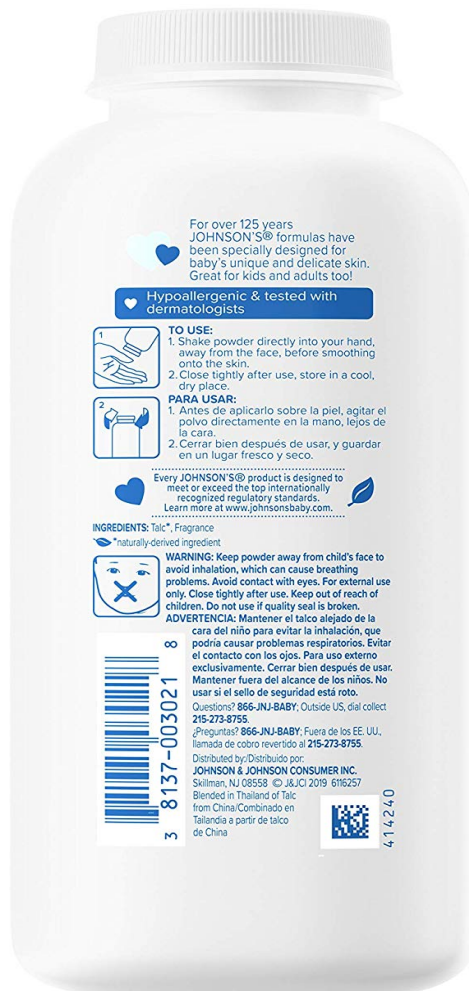 For over 125 years
JOHNSON'S® formulas have
been specially designed for
baby's unique and delicate skin.
Great for kids and adults too!
Hypoallergenic & tested with
dermatologists
1
TO USE:
1. Shake powder directly into your hand,
away from the face, before smoothing
onto the skin.
2. Close tightly after use, store in a cool,
dry place.
2
PARA USAR:
1. Antes de aplicarlo sobre la piel, agitar el
polvo directamente en la mano, lejos de
la cara.
2. Cerrar bien después de usar, y guardar
en un lugar fresco y seco.
Every JOHNSON'S® product is designed to
meet or exceed the top internationally
recognized regulatory standards.
Learn more at www.johnsonsbaby.com.
INGREDIENTS: Talc*, Fragrance
*naturally-derived ingredient
WARNING: Keep powder away from child's face to
avoid inhalation, which can cause breathing
problems. Avoid contact with eyes. For external use
only. Close tightly after use. Keep out of reach of
children. Do not use if quality seal is broken.
ADVERTENCIA: Mantener el talco alejado de la
cara del niño para evitar la inhalación, que
podría causar problemas respiratorios. Evitar
el contacto con los ojos. Para uso externo
exclusivamente. Cerrar bien después de usar.
Mantener fuera del alcance de los niños. No
usar si el sello de seguridad está roto.
Questions? 866-JNJ-BABY; Outside US, dial collect
215-273-8755.
¿Preguntas? 866-JNJ-BABY; Fuera de los EE. UU.,
llamada de cobro revertido al 215-273-8755.
Distributed by:/Distribuido por:
JOHNSON & JOHNSON CONSUMER INC.
Skillman, NJ 08558 © J&JCI 2019 6116257
Blended in Thailand of Talc
from China/Combinado en
Tailandia a partir de talco
de China
3 8137-003021 8
414240